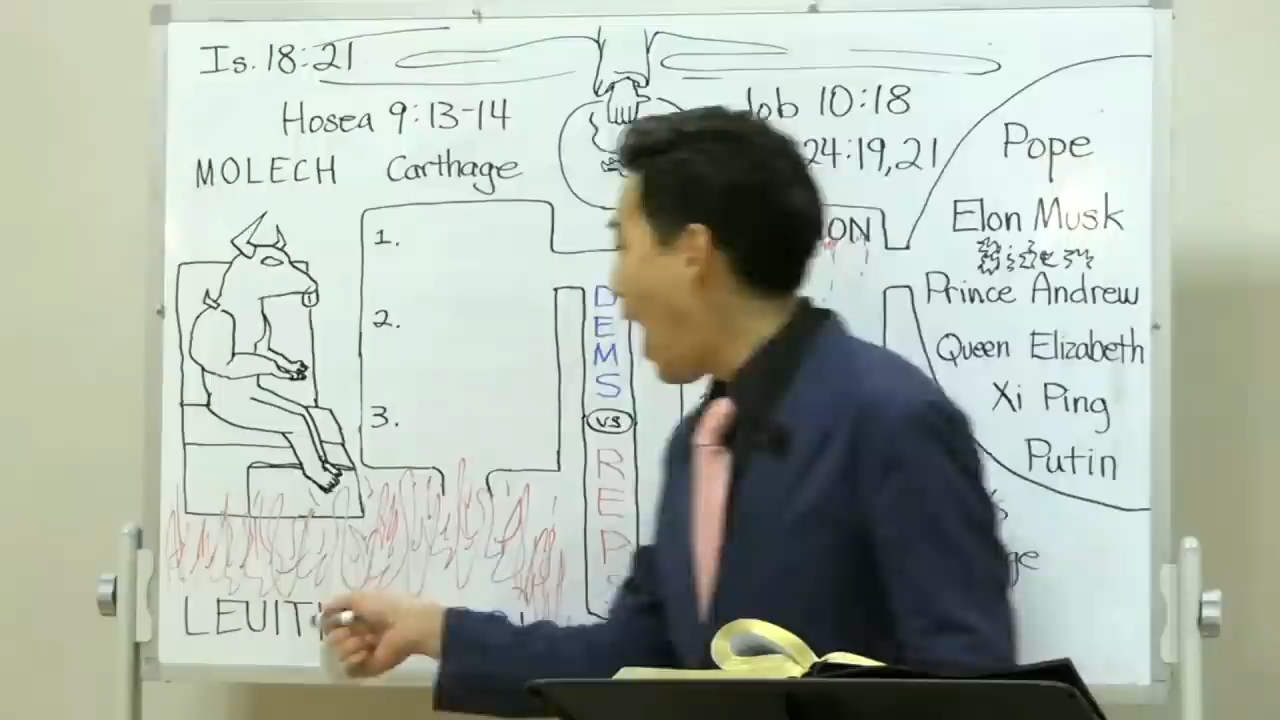 Is. 18:21
Hosea 9:13-14
Job 10:18
24:19,21
MOLECH Carthage
Pope
Elon Musk
Prince Andrew
Queen Elizabeth
Xi Ping
Putin
1.
2.
3.
ON
DEMS
VS
REP
LEVIT